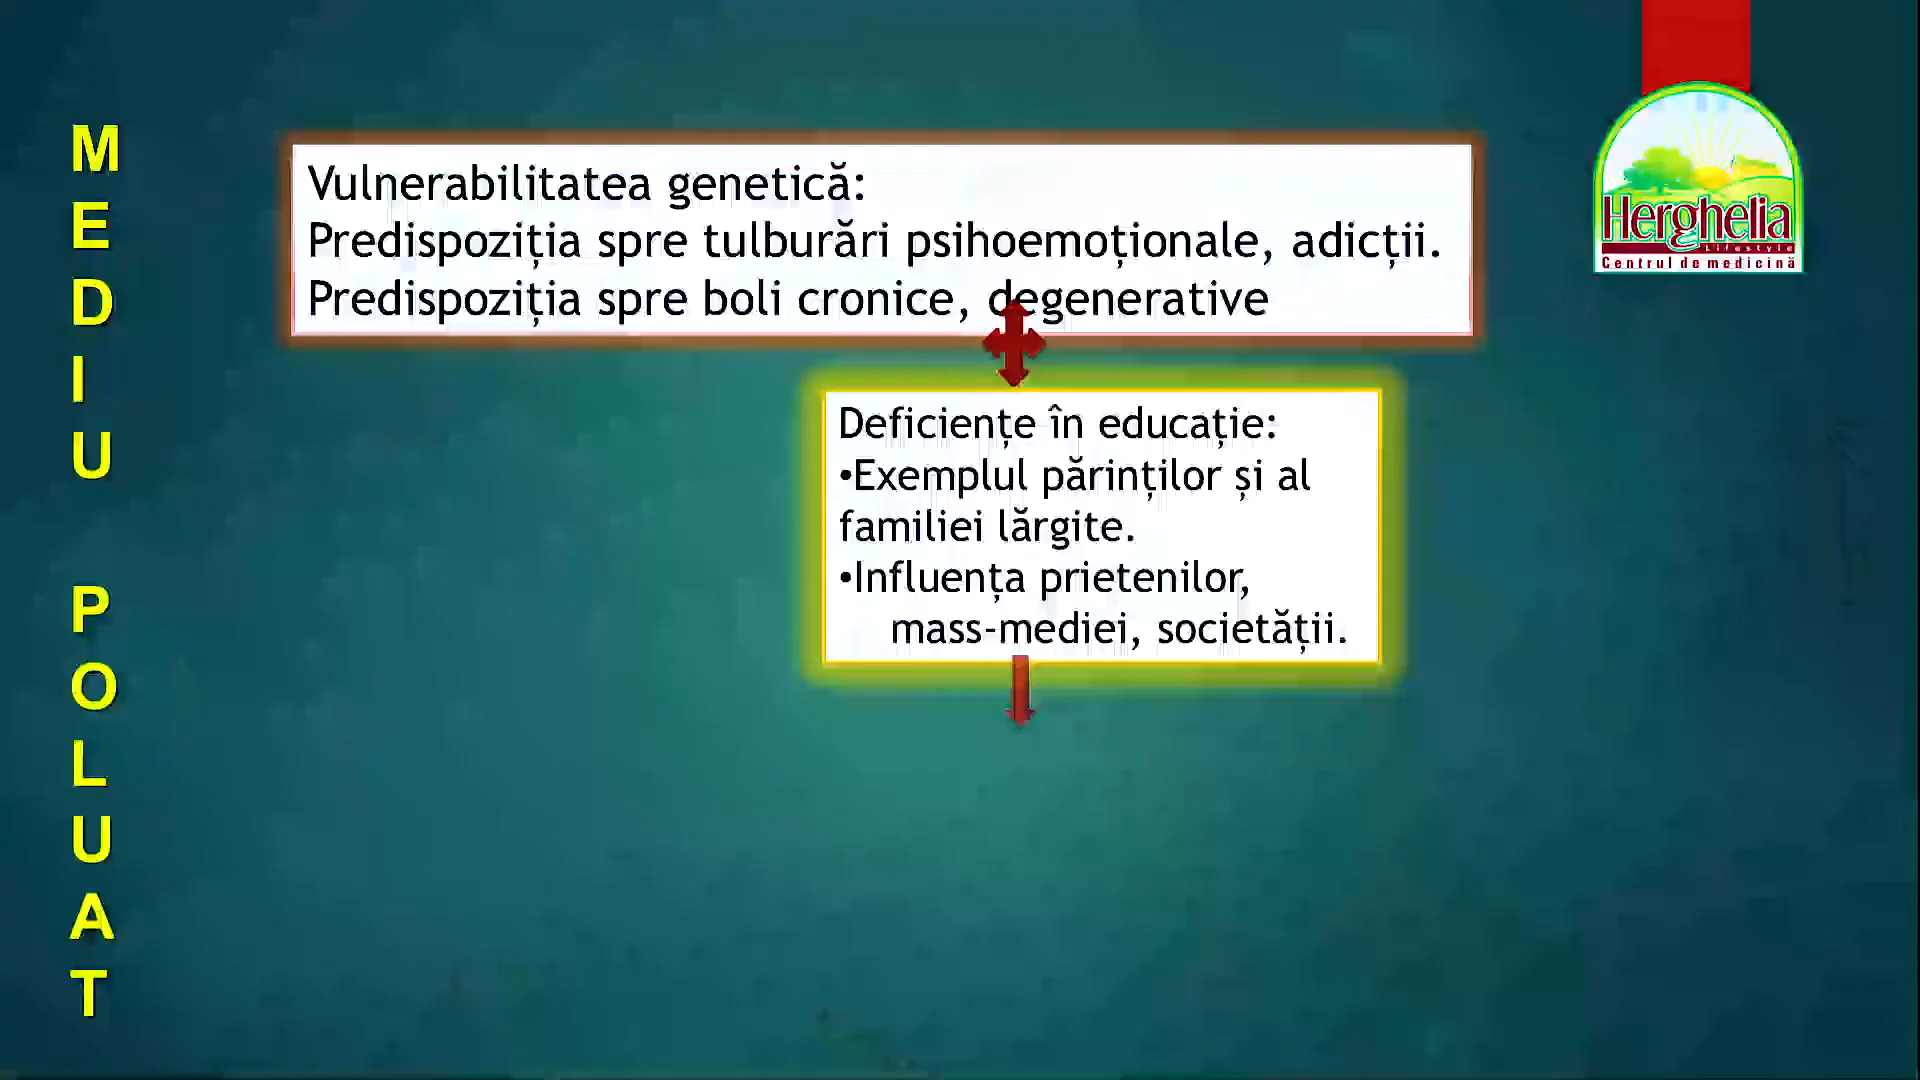 MEDIU POLUAT
Vulnerabilitatea genetică:
Predispoziția spre tulburări psihoemoționale, adicții.
Predispoziția spre boli cronice, degenerative
Deficiențe în educație:
•Exemplul părinților și al
familiei lărgite.
•Influența prietenilor,
mass-mediei, societății.
Herghelia
Lifestyle
Centrul de medicină